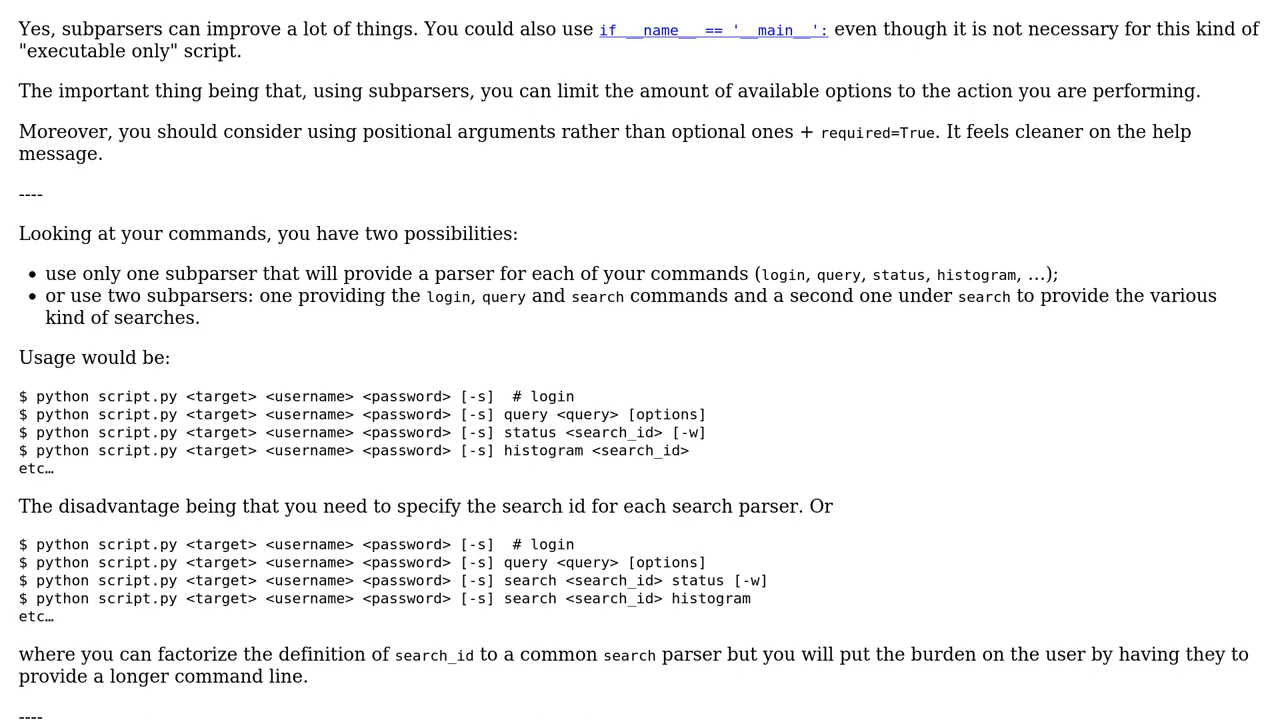 Yes, subparsers can improve a lot of things. You could also use if __name__ == '__main__': even though it is not necessary for this kind of
"executable only" script.
The important thing being that, using subparsers, you can limit the amount of available options to the action you are performing.
Moreover, you should consider using positional arguments rather than optional ones + required=True. It feels cleaner on the help
message.
----
Looking at your commands, you have two possibilities:
• use only one subparser that will provide a parser for each of your commands (login, query, status, histogram, …);
• or use two subparsers: one providing the login, query and search commands and a second one under search to provide the various
kind of searches.
Usage would be:
$ python script.py <target> <username> <password> [-s]  # login
$ python script.py <target> <username> <password> [-s] query <query> [options]
$ python script.py <target> <username> <password> [-s] status <search_id> [-w]
$ python script.py <target> <username> <password> [-s] histogram <search_id>
etc…
The disadvantage being that you need to specify the search id for each search parser. Or
$ python script.py <target> <username> <password> [-s]  # login
$ python script.py <target> <username> <password> [-s] query <query> [options]
$ python script.py <target> <username> <password> [-s] search <search_id> status [-w]
$ python script.py <target> <username> <password> [-s] search <search_id> histogram
etc…
where you can factorize the definition of search_id to a common search parser but you will put the burden on the user by having they to
provide a longer command line.
----